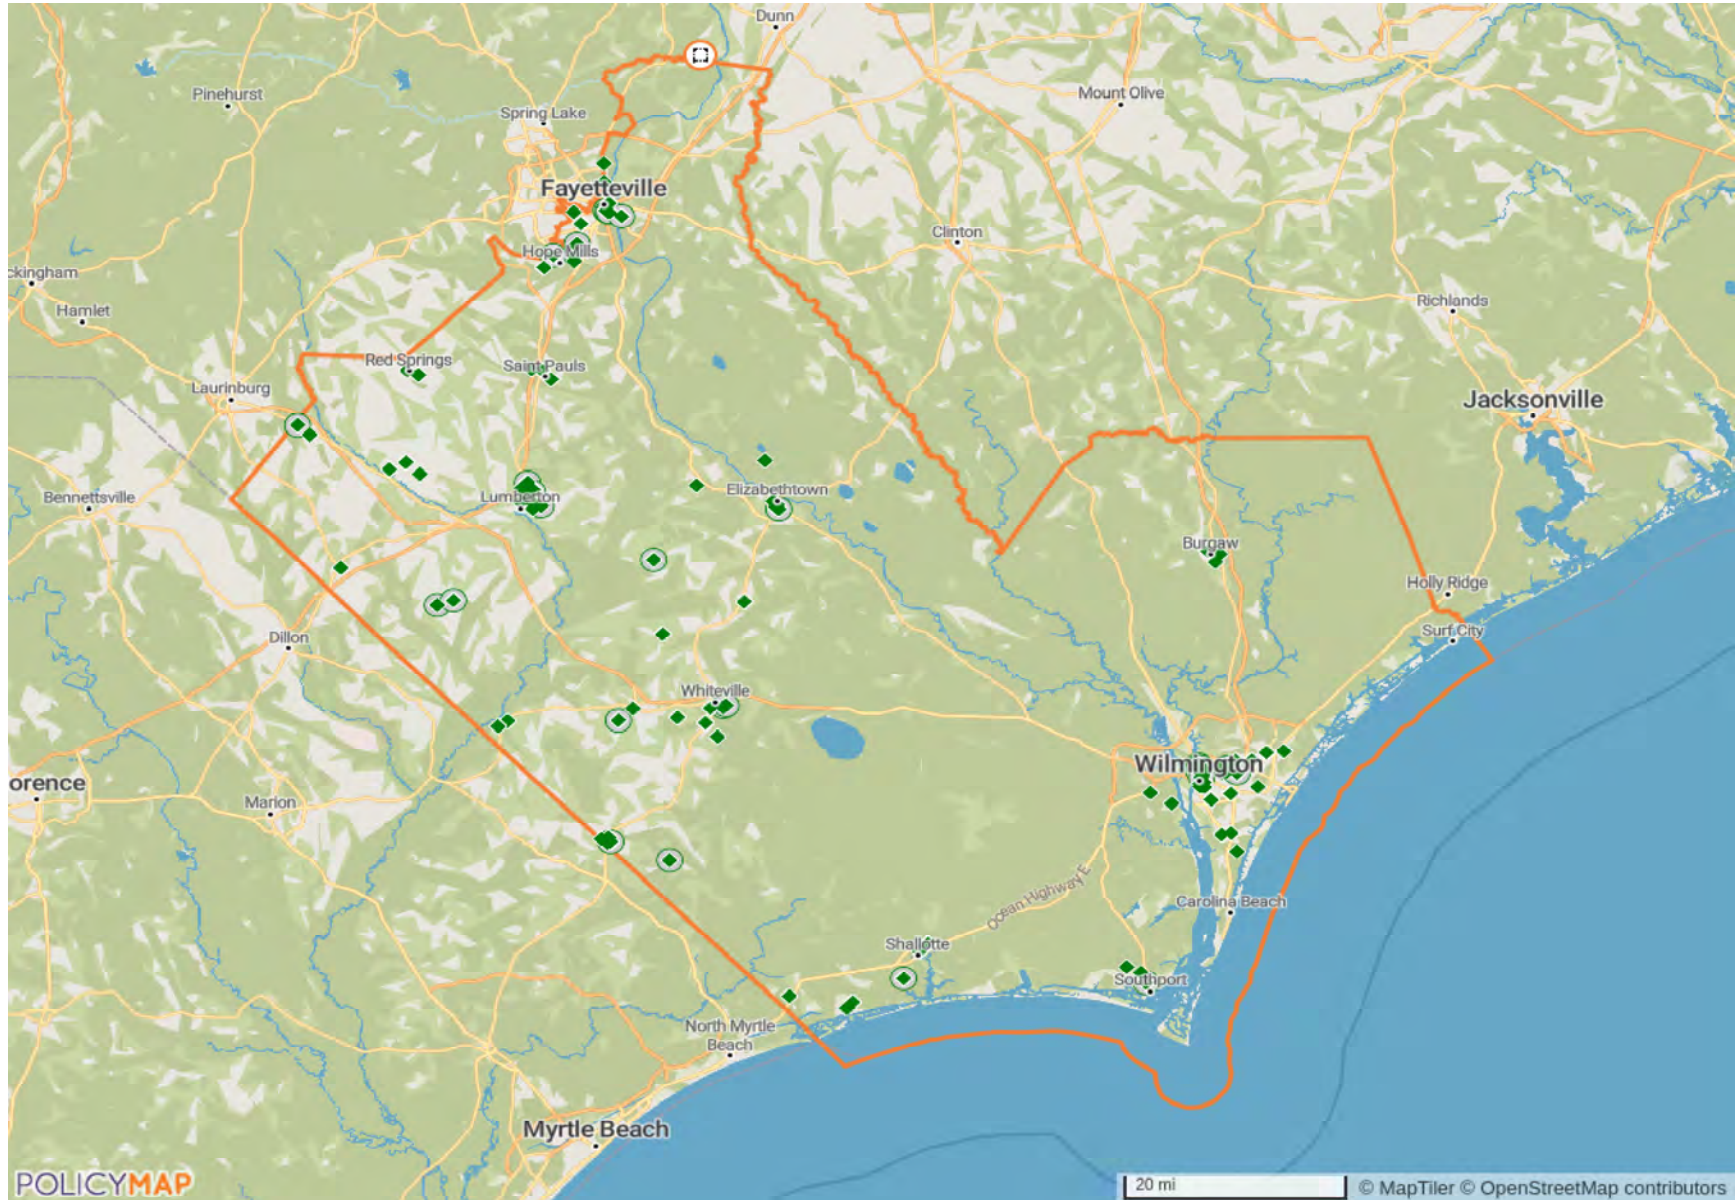 Dunn
Pinehurst
Mount Olive
Spring Lake
Fayetteville
Clinton
Hope Mills
ckingham
Richlands
Hamlet
Red Springs
Saint Pauls
Laurinburg
Jacksonville
Elizabethtown
Bennettsville
Lumberton
Burgaw
Holly Ridge
Surf City
Dillon
Whiteville
Wilmington
orence
Marion
Ocean Highway E
Carolina Beach
Shallotte
Southport
North Myrtle
Beach
Myrtle Beach
POLICYMAP
20 mi
© MapTiler © OpenStreetMap contributors